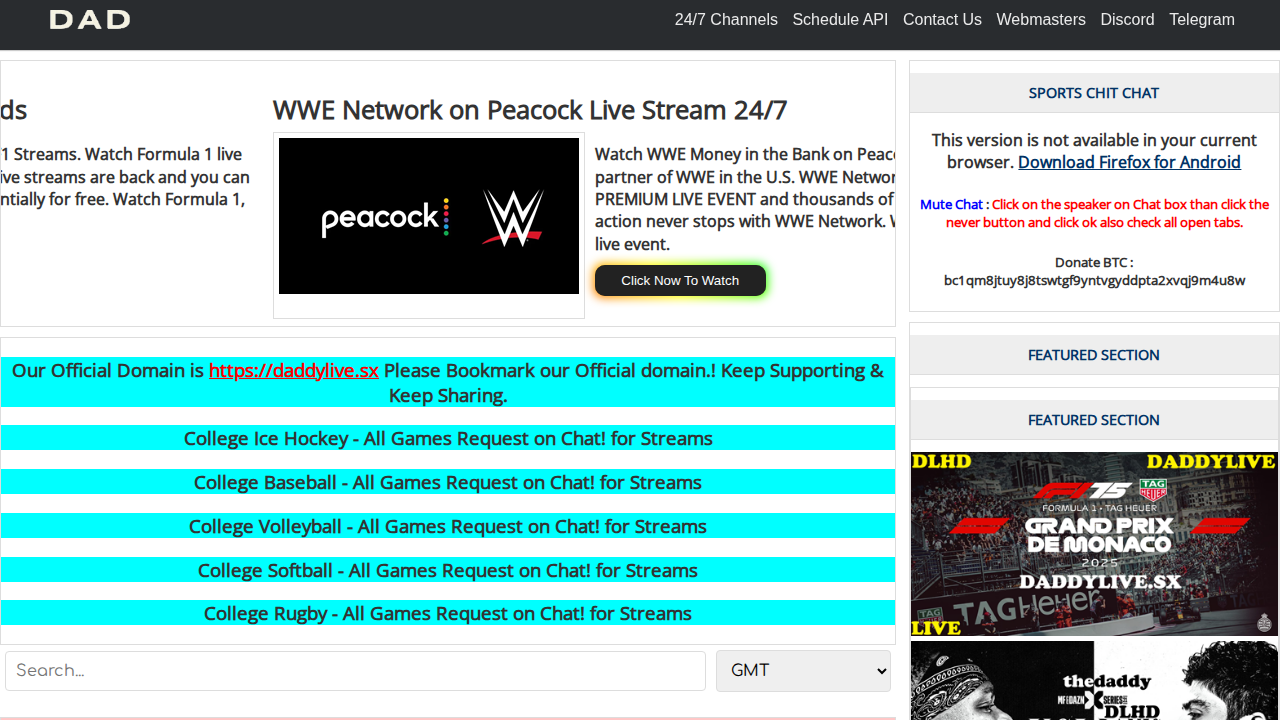 DAD
24/7 Channels Schedule API Contact Us Webmasters Discord Telegram
ds
1 Streams. Watch Formula 1 live
ive streams are back and you can
ntially for free. Watch Formula 1,
WWE Network on Peacock Live Stream 24/7
peacock
W
Watch WWE Money in the Bank on Peaco
partner of WWE in the U.S. WWE Networ
PREMIUM LIVE EVENT and thousands of
action never stops with WWE Network. W
live event.
Click Now To Watch
Our Official Domain is https://daddylive.sx Please Bookmark our Official domain.! Keep Supporting &
Keep Sharing.
College Ice Hockey - All Games Request on Chat! for Streams
College Baseball - All Games Request on Chat! for Streams
College Volleyball - All Games Request on Chat! for Streams
College Softball - All Games Request on Chat! for Streams
College Rugby - All Games Request on Chat! for Streams
Search...
GMT
SPORTS CHIT CHAT
This version is not available in your current
browser. Download Firefox for Android
Mute Chat : Click on the speaker on Chat box than click the
never button and click ok also check all open tabs.
Donate BTC :
bc1qm8jtuy8j8tswtgf9yntvgyddpta2xvqj9m4u8w
FEATURED SECTION
FEATURED SECTION
DLHD DADDYLIVE
F1 75 TAG HEUER
FORMULA 1 • TAG HEUER
GRAND PRIX
DE MONACO
2025
DADDYLIVE.SX
TAGHeuer
LIVE
thedaddy
MF|DAZN X SERIES
DLHD